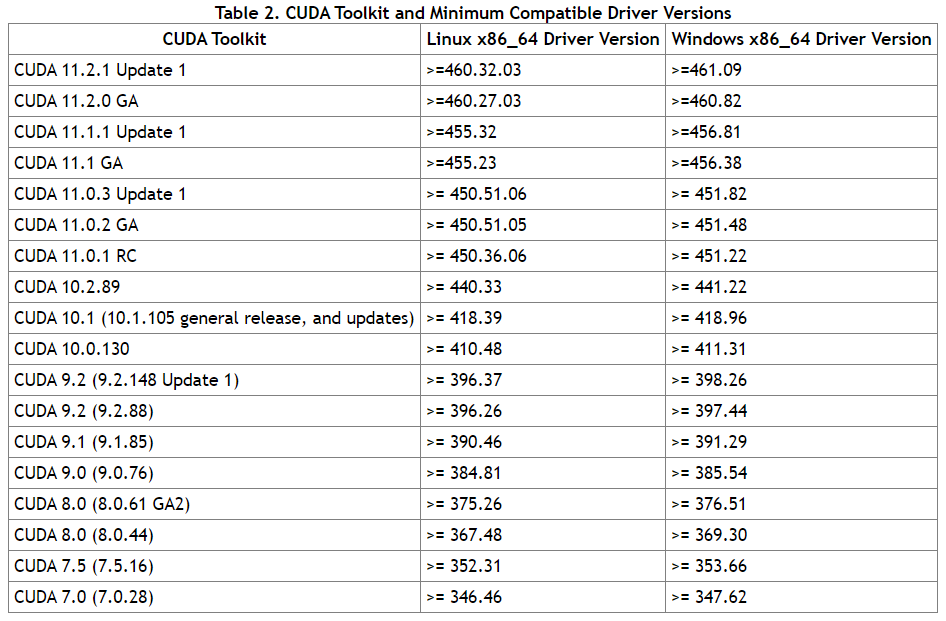 Table 2. CUDA Toolkit and Minimum Compatible Driver Versions
CUDA Toolkit Linux x86_64 Driver Version Windows x86_64 Driver Version
CUDA 11.2.1 Update 1 >=460.32.03 >=461.09
CUDA 11.2.0 GA >=460.27.03 >=460.82
CUDA 11.1.1 Update 1 >=455.32 >=456.81
CUDA 11.1 GA >=455.23 >=456.38
CUDA 11.0.3 Update 1 >= 450.51.06 >= 451.82
CUDA 11.0.2 GA >= 450.51.05 >= 451.48
CUDA 11.0.1 RC >= 450.36.06 >= 451.22
CUDA 10.2.89 >= 440.33 >= 441.22
CUDA 10.1 (10.1.105 general release, and updates) >= 418.39 >= 418.96
CUDA 10.0.130 >= 410.48 >= 411.31
CUDA 9.2 (9.2.148 Update 1) >= 396.37 >= 398.26
CUDA 9.2 (9.2.88) >= 396.26 >= 397.44
CUDA 9.1 (9.1.85) >= 390.46 >= 391.29
CUDA 9.0 (9.0.76) >= 384.81 >= 385.54
CUDA 8.0 (8.0.61 GA2) >= 375.26 >= 376.51
CUDA 8.0 (8.0.44) >= 367.48 >= 369.30
CUDA 7.5 (7.5.16) >= 352.31 >= 353.66
CUDA 7.0 (7.0.28) >= 346.46 >= 347.62